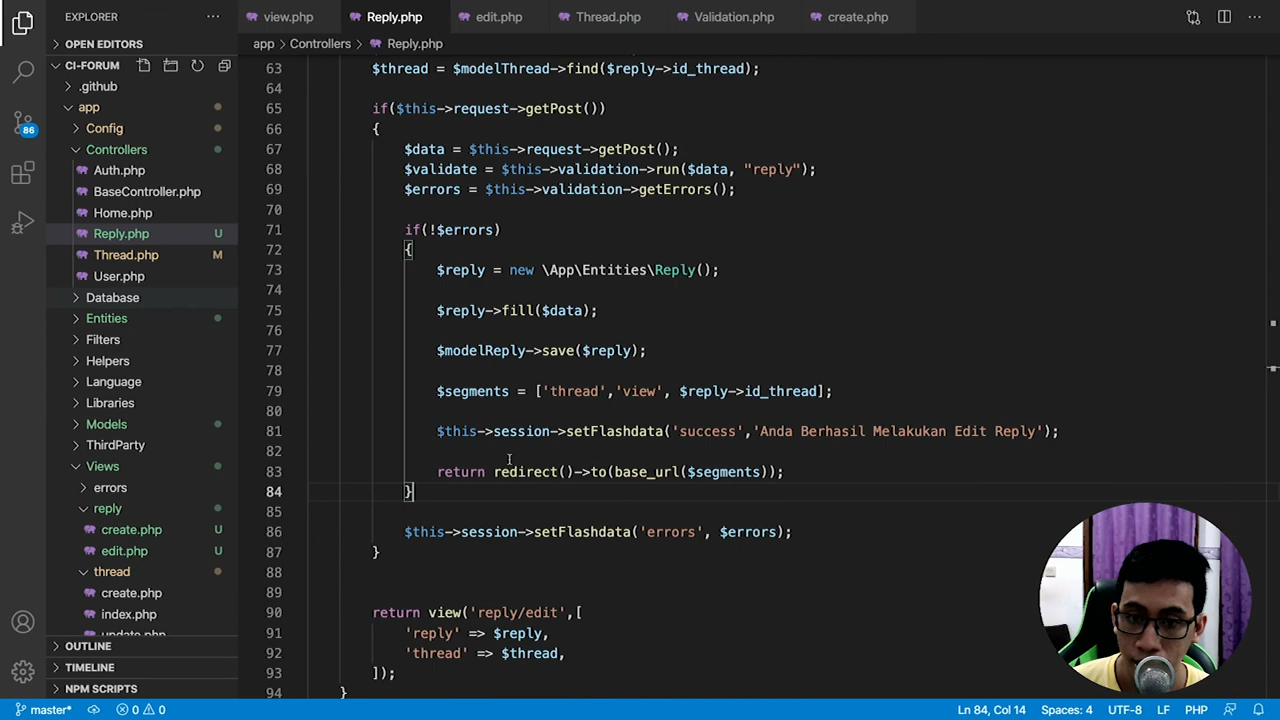 EXPLORER
view.php
Reply.php
edit.php
Thread.php
Validation.php
create.php
OPEN EDITORS
app > Controllers > Reply.php
CI-FORUM
.github
app
Config
Controllers
Auth.php
BaseController.php
Home.php
Reply.php U
Thread.php M
User.php
Database
Entities
Filters
Helpers
Language
Libraries
Models
ThirdParty
Views
errors
reply
create.php U
edit.php U
thread
create.php
index.php
update.php
OUTLINE
TIMELINE
NPM SCRIPTS
86
63 $thread = $modelThread->find($reply->id_thread);
64
65 if($this->request->getPost())
66 {
67 $data = $this->request->getPost();
68 $validate = $this->validation->run($data, "reply");
69 $errors = $this->validation->getErrors();
70
71 if(!$errors)
72 {
73 $reply = new \App\Entities\Reply();
74
75 $reply->fill($data);
76
77 $modelReply->save($reply);
78
79 $segments = ['thread','view', $reply->id_thread];
80
81 $this->session->setFlashdata('success','Anda Berhasil Melakukan Edit Reply');
82
83 return redirect()->to(base_url($segments));
84 }
85
86 $this->session->setFlashdata('errors', $errors);
87 }
88
89
90 return view('reply/edit',[
91 'reply' => $reply,
92 'thread' => $thread,
93 ]);
94 }
master*
0
0
Ln 84, Col 14
Spaces: 4
UTF-8
LF
PHP